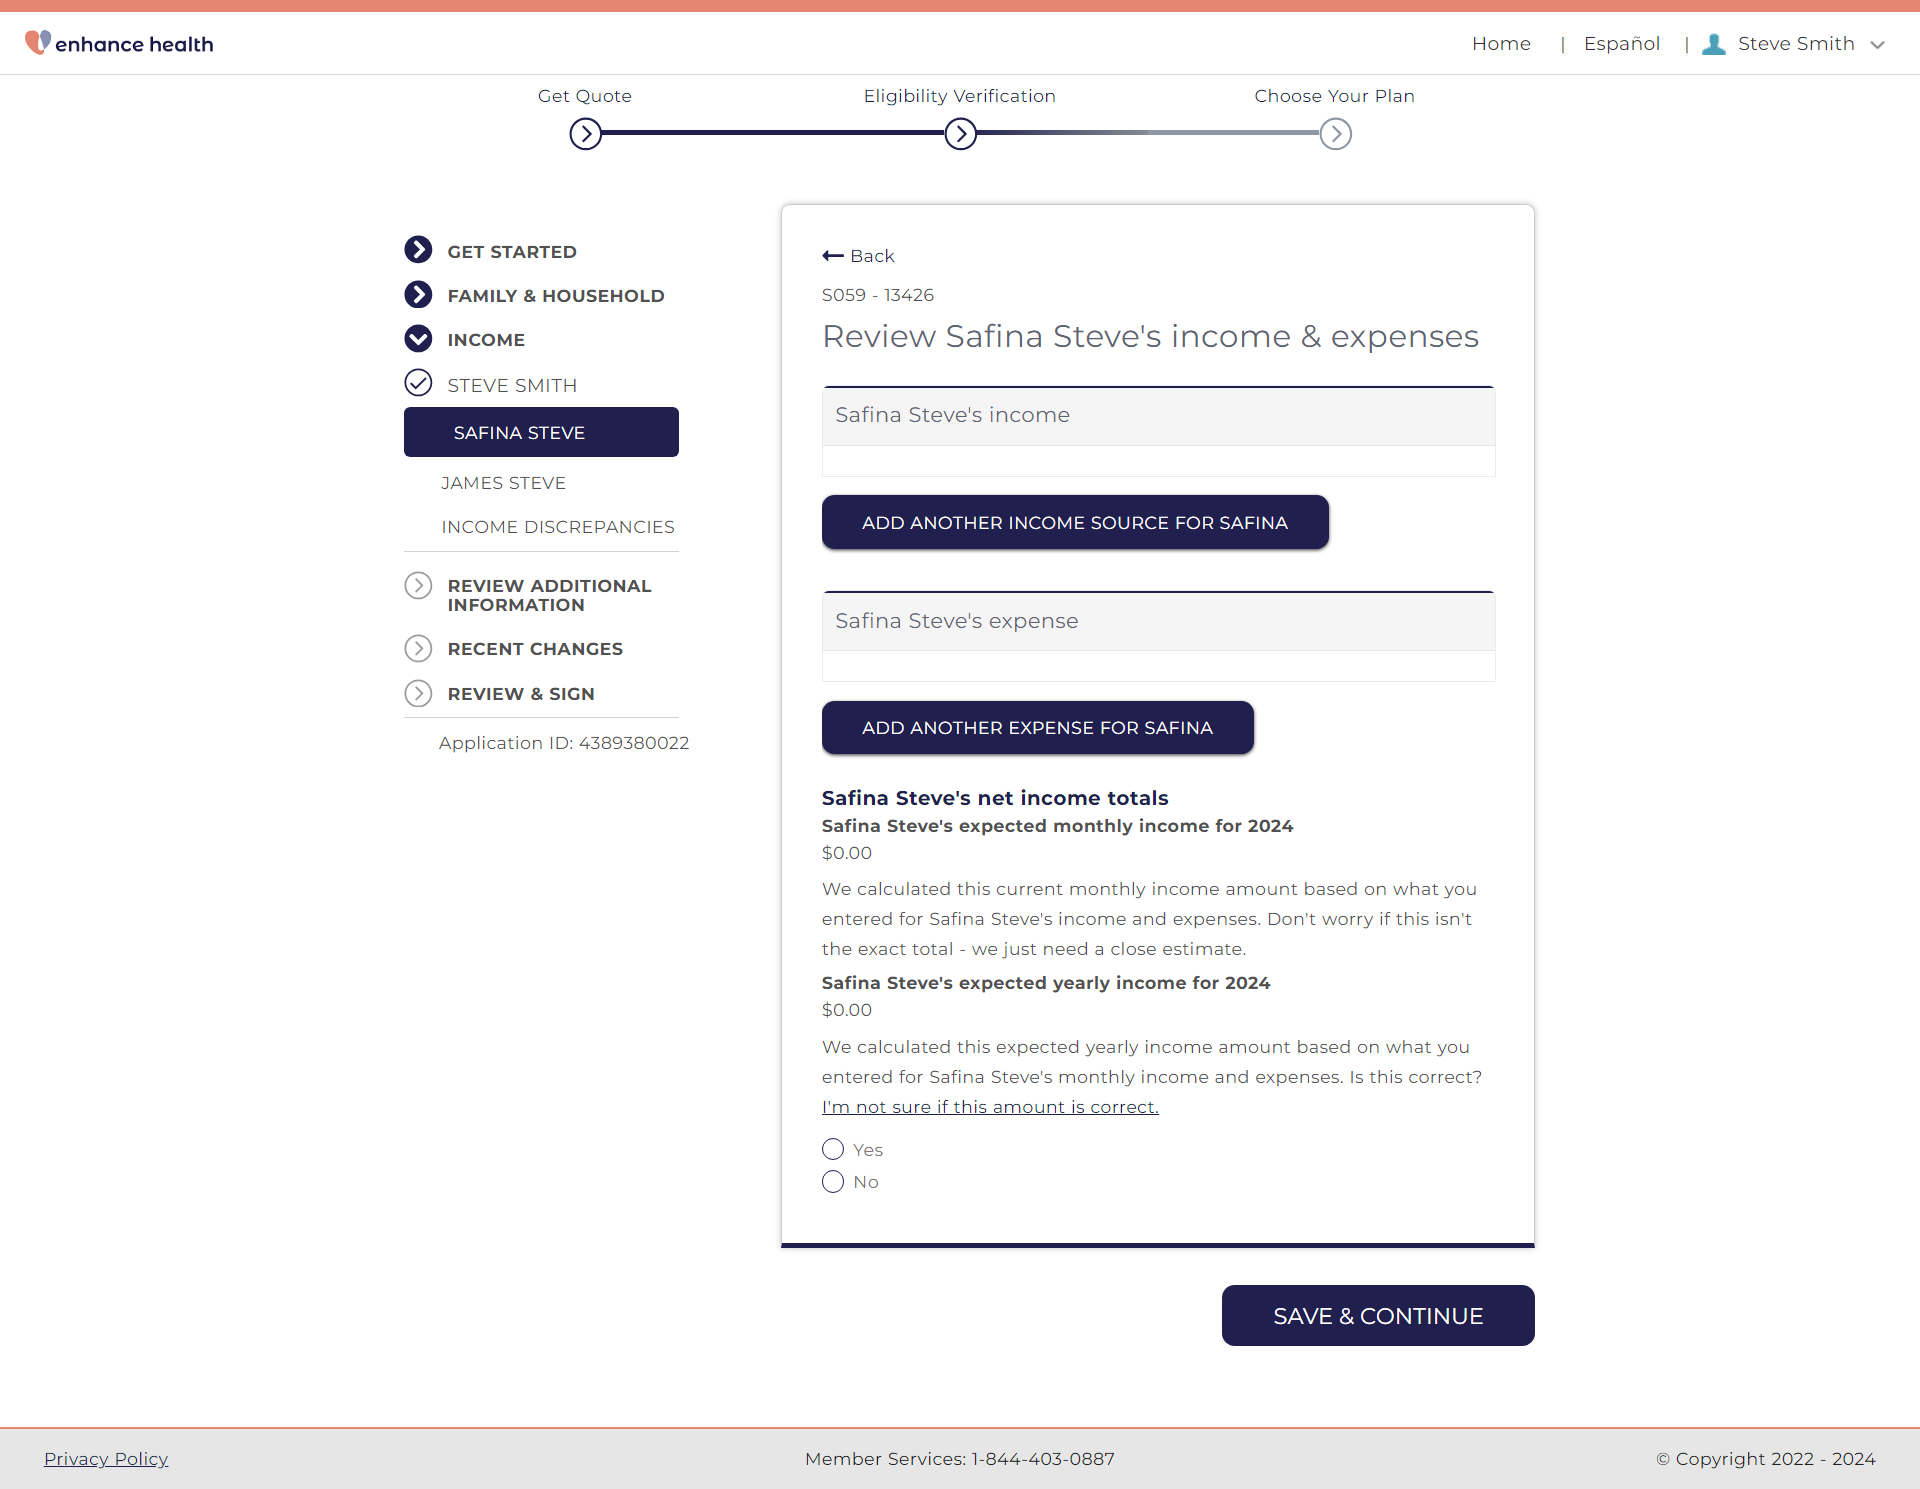 enhance health
Home | Español | Steve Smith
Get Quote
Eligibility Verification
Choose Your Plan
GET STARTED
FAMILY & HOUSEHOLD
INCOME
STEVE SMITH
SAFINA STEVE
JAMES STEVE
INCOME DISCREPANCIES
REVIEW ADDITIONAL
INFORMATION
RECENT CHANGES
REVIEW & SIGN
Application ID: 4389380022
Back
S059 - 13426
Review Safina Steve's income & expenses
Safina Steve's income
ADD ANOTHER INCOME SOURCE FOR SAFINA
Safina Steve's expense
ADD ANOTHER EXPENSE FOR SAFINA
Safina Steve's net income totals
Safina Steve's expected monthly income for 2024
$0.00
We calculated this current monthly income amount based on what you
entered for Safina Steve's income and expenses. Don't worry if this isn't
the exact total - we just need a close estimate.
Safina Steve's expected yearly income for 2024
$0.00
We calculated this expected yearly income amount based on what you
entered for Safina Steve's monthly income and expenses. Is this correct?
I'm not sure if this amount is correct.
Yes
No
SAVE & CONTINUE
Privacy Policy
Member Services: 1-844-403-0887
© Copyright 2022 - 2024